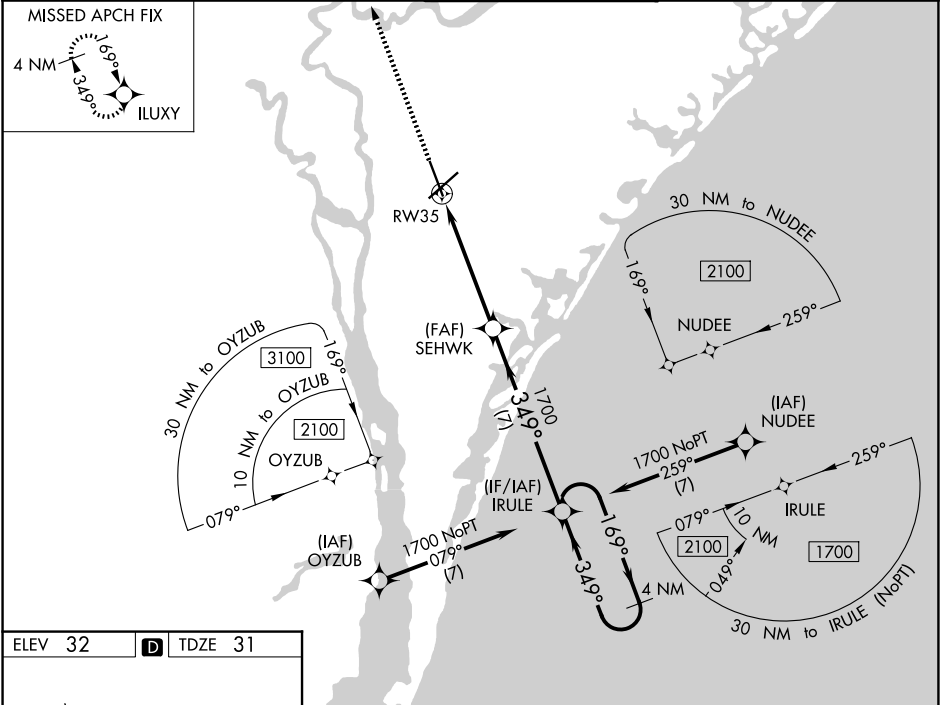 MISSED APCH FIX
4 NM
169°
349°
ILUXY
RW35
30 NM to NUDEE
2100
169°
259°
NUDEE
(FAF)
SEHWK
30 NM to OYZUB
3100
169°
10 NM to OYZUB
2100
OYZUB
079°
1700
349°
(7)
(IAF)
NUDEE
1700 NoPT
259°
(7)
(IF/IAF)
IRULE
259°
IRULE
079°
10 NM
2100
1700
049°
30 NM to IRULE (NoPT)
(IAF)
OYZUB
1700 NoPT
079°
(7)
169°
349°
4 NM
ELEV 32 D TDZE 31